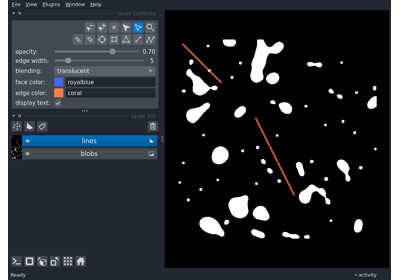 File View Plugins Window Help
layer controls
opacity: 0.70
edge width: 5
blending: translucent
face color: royalblue
edge color: coral
display text:
layer list
lines
blobs
Ready
activity